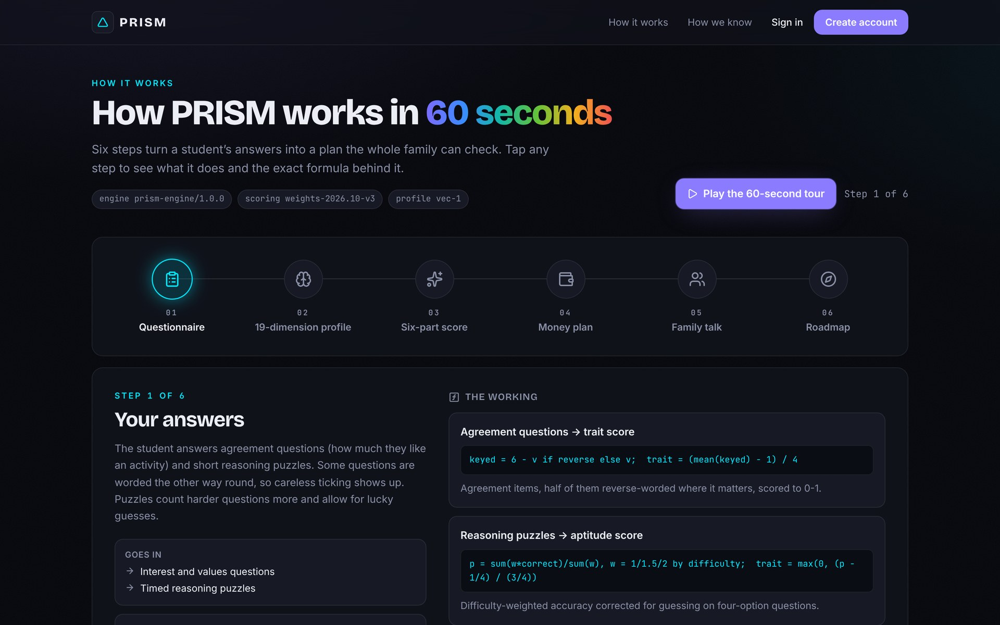 PRISM
How it works
How we know
Sign in
Create account
HOW IT WORKS
How PRISM works in 60 seconds
Six steps turn a student’s answers into a plan the whole family can check. Tap any
step to see what it does and the exact formula behind it.
engine prism-engine/1.0.0
scoring weights-2026.10-v3
profile vec-1
Play the 60-second tour
Step 1 of 6
01
Questionnaire
02
19-dimension profile
03
Six-part score
04
Money plan
05
Family talk
06
Roadmap
STEP 1 OF 6
Your answers
The student answers agreement questions (how much they like
an activity) and short reasoning puzzles. Some questions are
worded the other way round, so careless ticking shows up.
Puzzles count harder questions more and allow for lucky
guesses.
GOES IN
→ Interest and values questions
→ Timed reasoning puzzles
THE WORKING
Agreement questions → trait score
keyed = 6 - v if reverse else v;  trait = (mean(keyed) - 1) / 4
Agreement items, half of them reverse-worded where it matters, scored to 0-1.
Reasoning puzzles → aptitude score
p = sum(w*correct)/sum(w), w = 1/1.5/2 by difficulty;  trait = max(0, (p -
1/4) / (3/4))
Difficulty-weighted accuracy corrected for guessing on four-option questions.